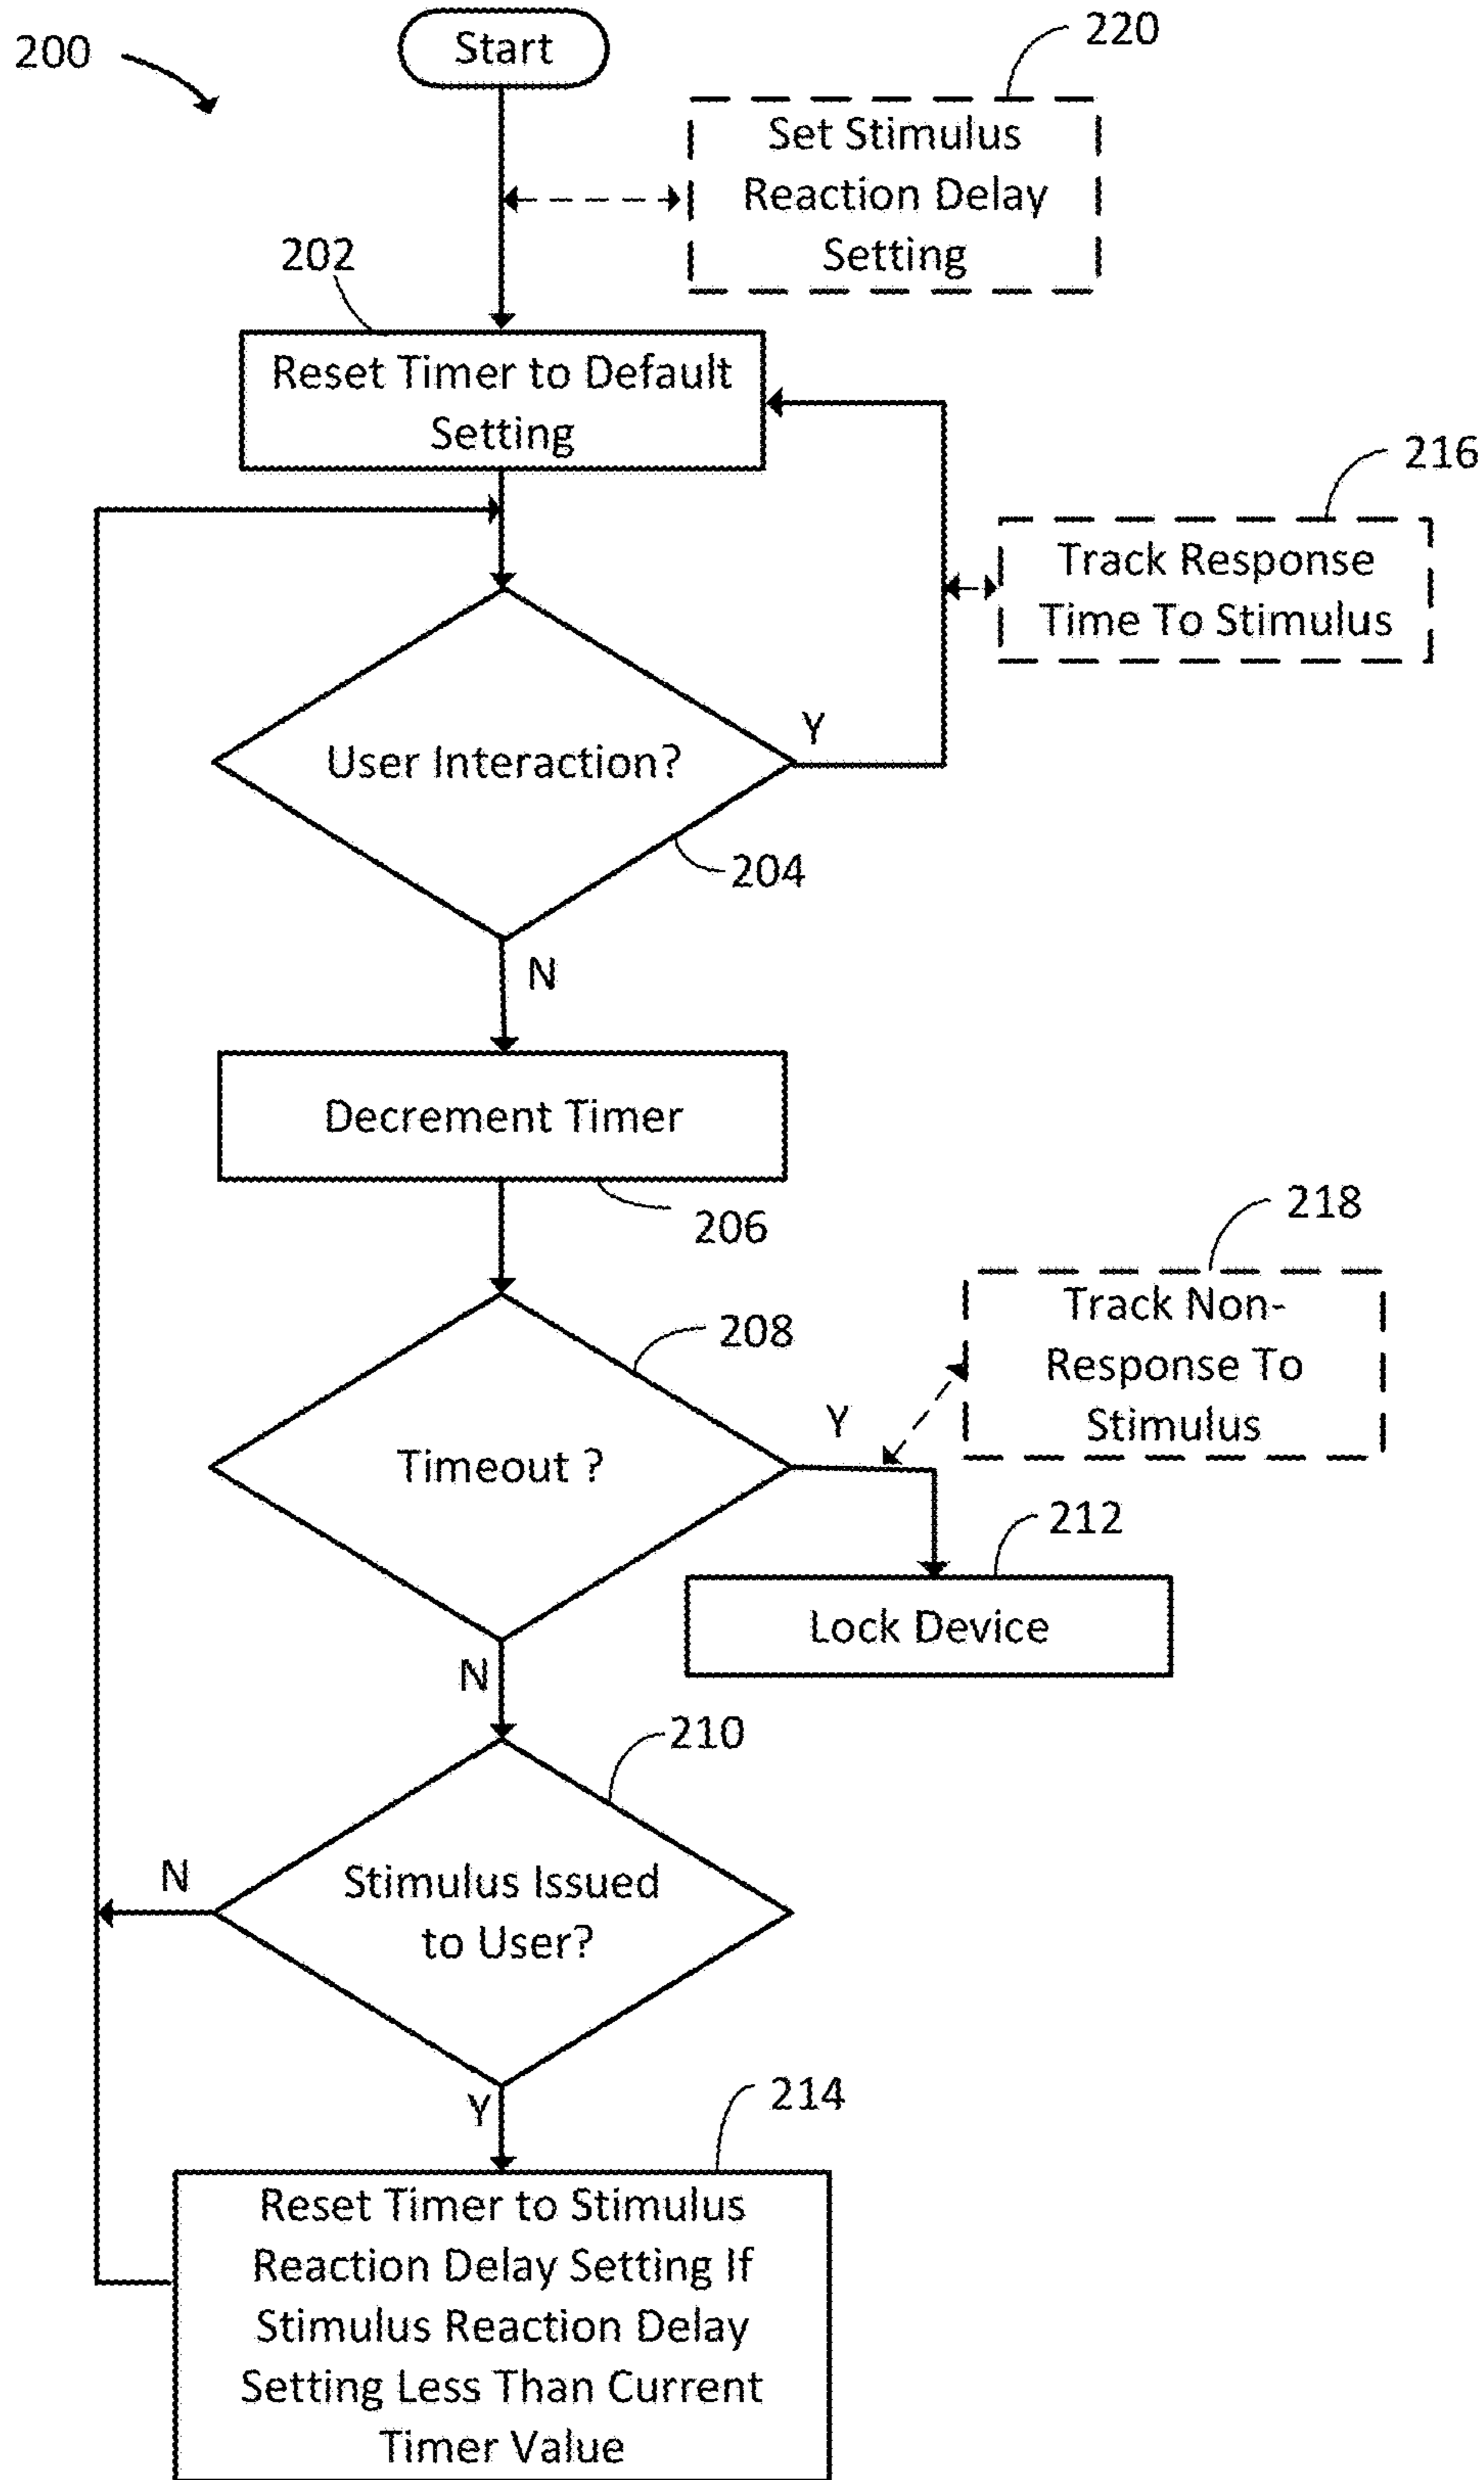 200
Start
220
Set Stimulus
Reaction Delay
Setting
202
Reset Timer to Default
Setting
216
Track Response
Time To Stimulus
User Interaction?
Y
204
N
Decrement Timer
206
218
Track Non-
Response To
Stimulus
208
Y
Timeout ?
212
Lock Device
N
210
N
Stimulus Issued
to User?
Y
214
Reset Timer to Stimulus
Reaction Delay Setting If
Stimulus Reaction Delay
Setting Less Than Current
Timer Value